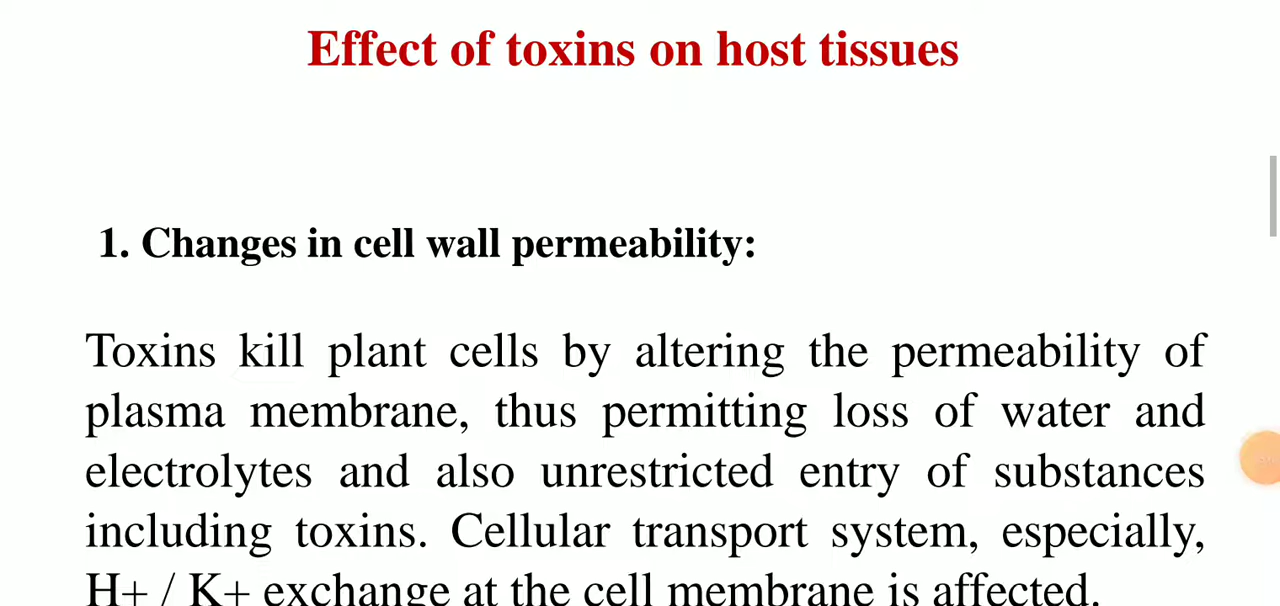 Effect of toxins on host tissues
1. Changes in cell wall permeability:
Toxins kill plant cells by altering the permeability of
plasma membrane, thus permitting loss of water and
electrolytes and also unrestricted entry of substances
including toxins. Cellular transport system, especially,
H+ / K+ exchange at the cell membrane is affected.